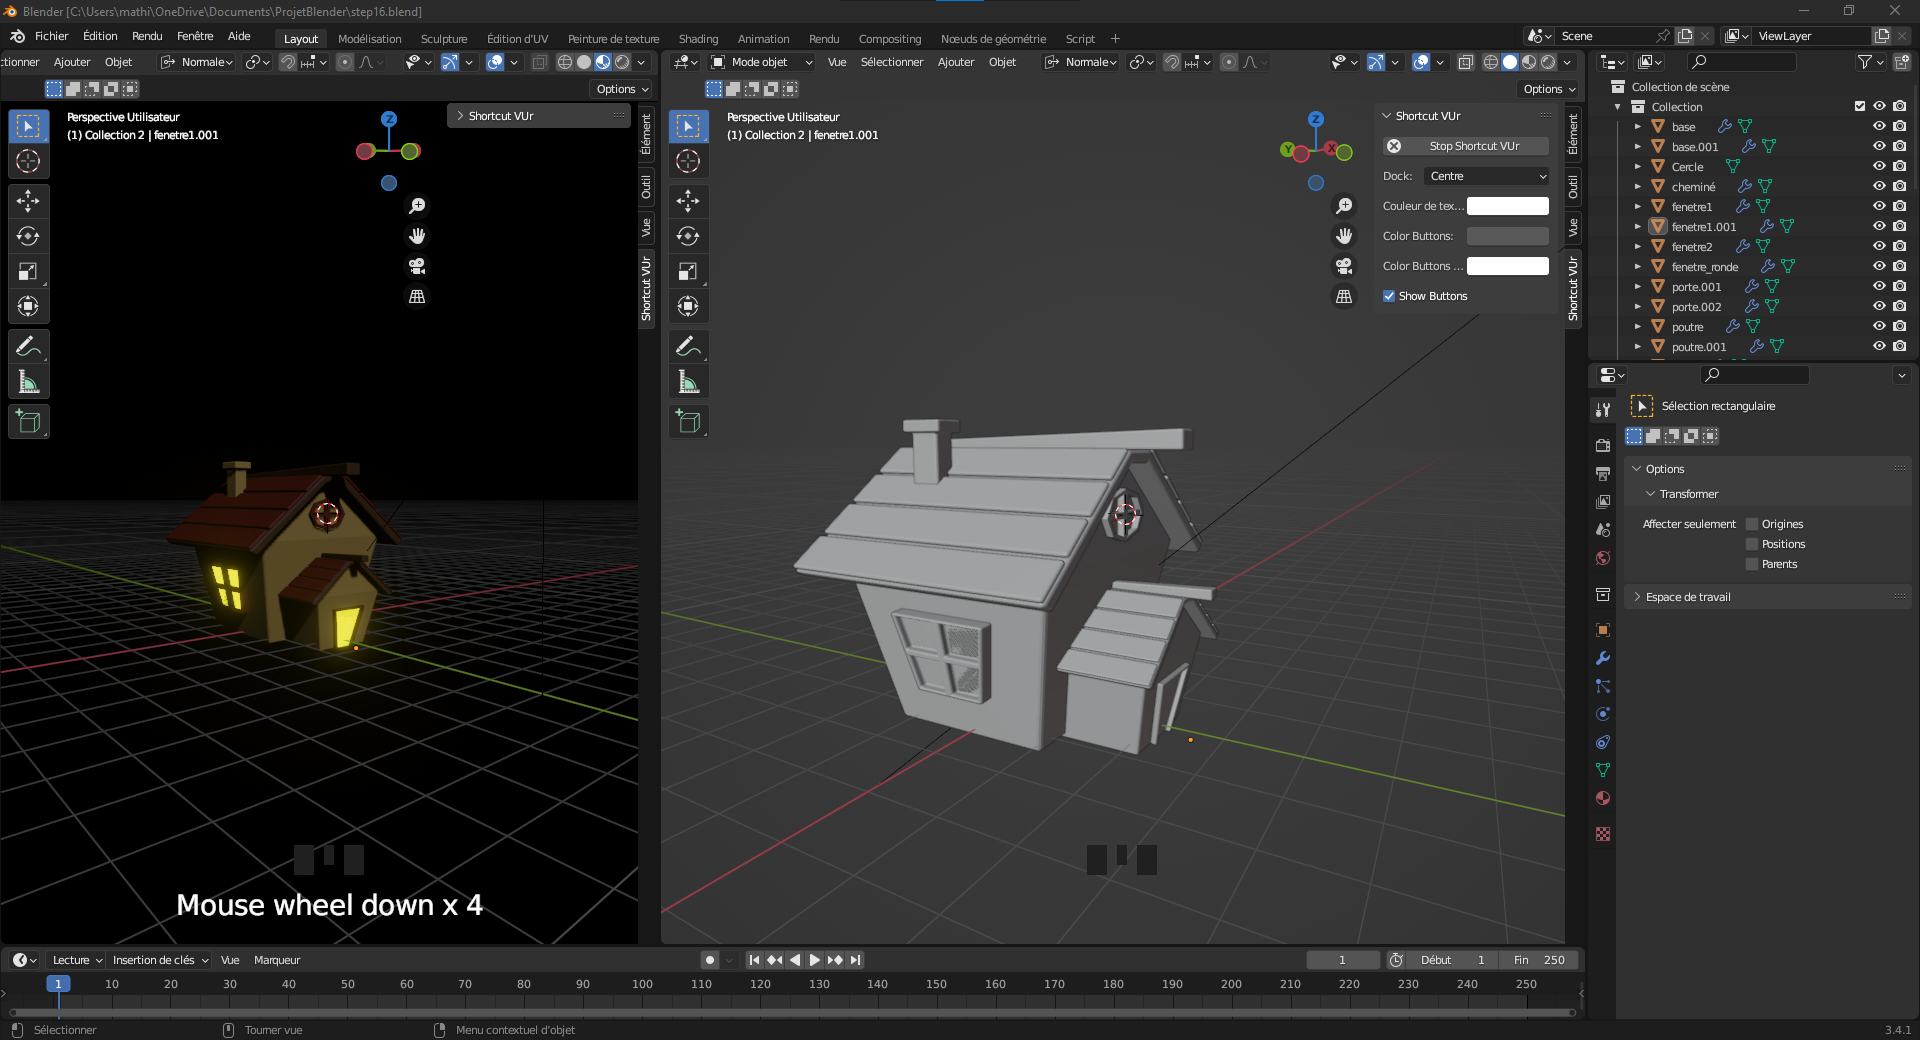 Blender [C:\Users\mathi\OneDrive\Documents\ProjetBlender\step16.blend]
Fichier Édition Rendu Fenêtre Aide
Layout Modélisation Sculpture Édition d'UV Peinture de texture Shading Animation Rendu Compositing Nœuds de géométrie Script +
Scene
ViewLayer
ctionner Ajouter Objet
Normale
Options
Perspective Utilisateur
(1) Collection 2 | fenetre1.001
Shortcut VUr
Z
Élément
Outil
Vue
Shortcut VUr
Mouse wheel down x 4
Mode objet Vue Sélectionner Ajouter Objet
Normale
Options
Perspective Utilisateur
(1) Collection 2 | fenetre1.001
Z
Y
X
Shortcut VUr
Stop Shortcut VUr
Dock: Centre
Couleur de tex...
Color Buttons:
Color Buttons ...
Show Buttons
Élément
Outil
Vue
Shortcut VUr
Collection de scène
Collection
base
base.001
Cercle
cheminé
fenetre1
fenetre1.001
fenetre2
fenetre_ronde
porte.001
porte.002
poutre
poutre.001
Sélection rectangulaire
Options
Transformer
Affecter seulement Origines
Positions
Parents
Espace de travail
Lecture Insertion de clés Vue Marqueur
1 Début 1 Fin 250
1 10 20 30 40 50 60 70 80 90 100 110 120 130 140 150 160 170 180 190 200 210 220 230 240 250
Sélectionner Tourner vue Menu contextuel d'objet
3.4.1